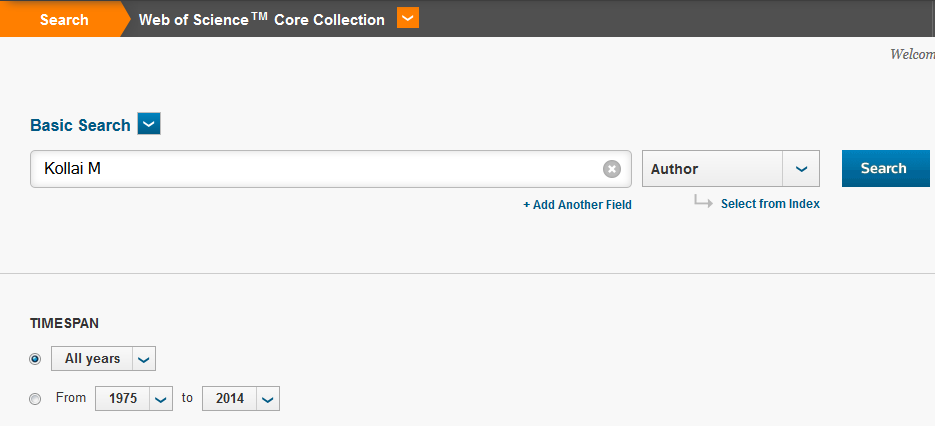 Search Web of Science™ Core Collection
Welcom
Basic Search
Kollai M Author Search
+ Add Another Field Select from Index
TIMESPAN
All years
From 1975 to 2014